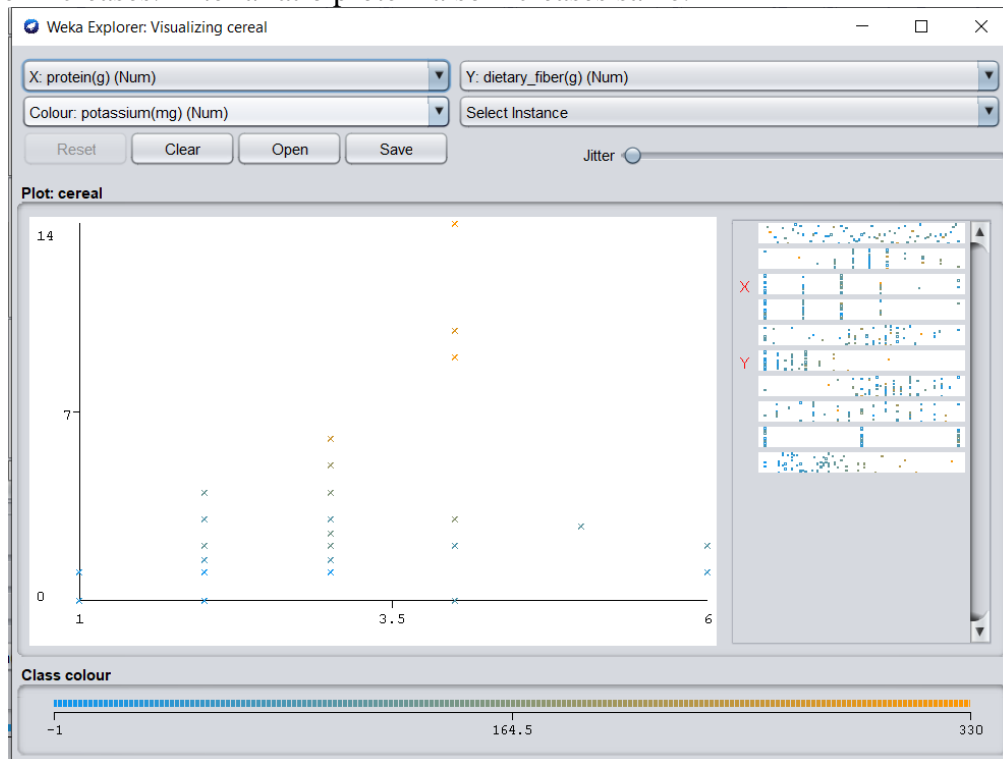 Weka Explorer: Visualizing cereal
X: protein(g) (Num)
Y: dietary_fiber(g) (Num)
Colour: potassium(mg) (Num)
Select Instance
Reset
Clear
Open
Save
Jitter
Plot: cereal
14
7
0
1
3.5
6
X
Y
Class colour
-1
164.5
330